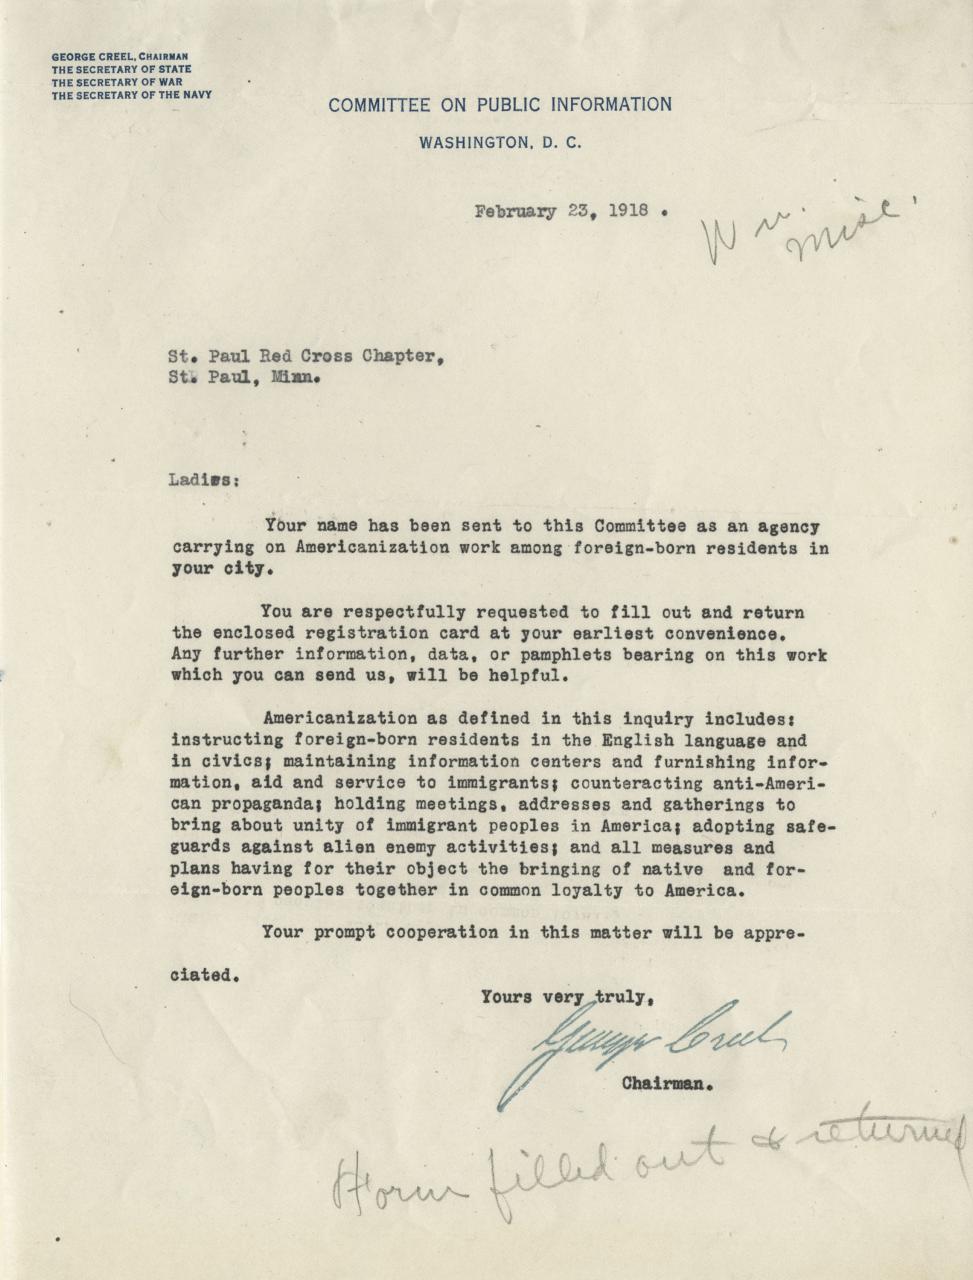 GEORGE CREEL, CHAIRMAN
THE SECRETARY OF STATE
THE SECRETARY OF WAR
THE SECRETARY OF THE NAVY
COMMITTEE ON PUBLIC INFORMATION
WASHINGTON, D. C.
February 23, 1918 .
Misc.
St. Paul Red Cross Chapter,
St. Paul, Minn.
Ladies:
Your name has been sent to this Committee as an agency
carrying on Americanization work among foreign-born residents in
your city.
You are respectfully requested to fill out and return
the enclosed registration card at your earliest convenience.
Any further information, data, or pamphlets bearing on this work
which you can send us, will be helpful.
Americanization as defined in this inquiry includes:
instructing foreign-born residents in the English language and
in civics; maintaining information centers and furnishing infor-
mation, aid and service to immigrants; counteracting anti-Ameri-
can propaganda; holding meetings, addresses and gatherings to
bring about unity of immigrant peoples in America; adopting safe-
guards against alien enemy activities; and all measures and
plans having for their object the bringing of native and for-
eign-born peoples together in common loyalty to America.
Your prompt cooperation in this matter will be appre-
ciated.
Yours very truly,
George Creel
Chairman.
Form filled out & returned